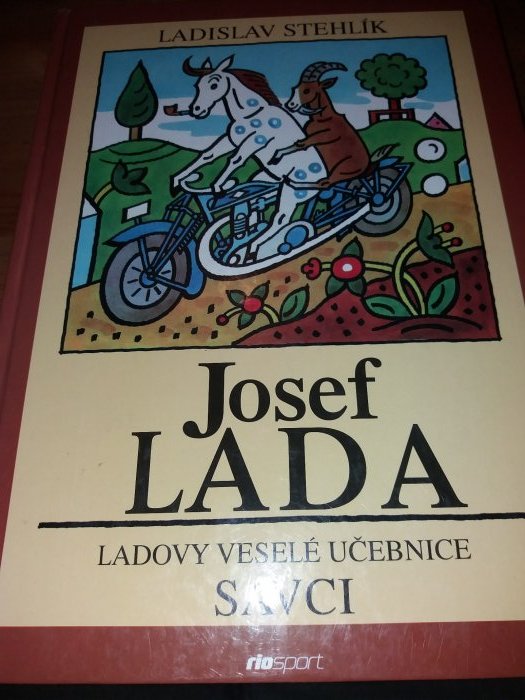 LADISLAV STEHLÍK
Josef
LADA
LADOVY VESELÉ UČEBNICE
SAVCI
riosport